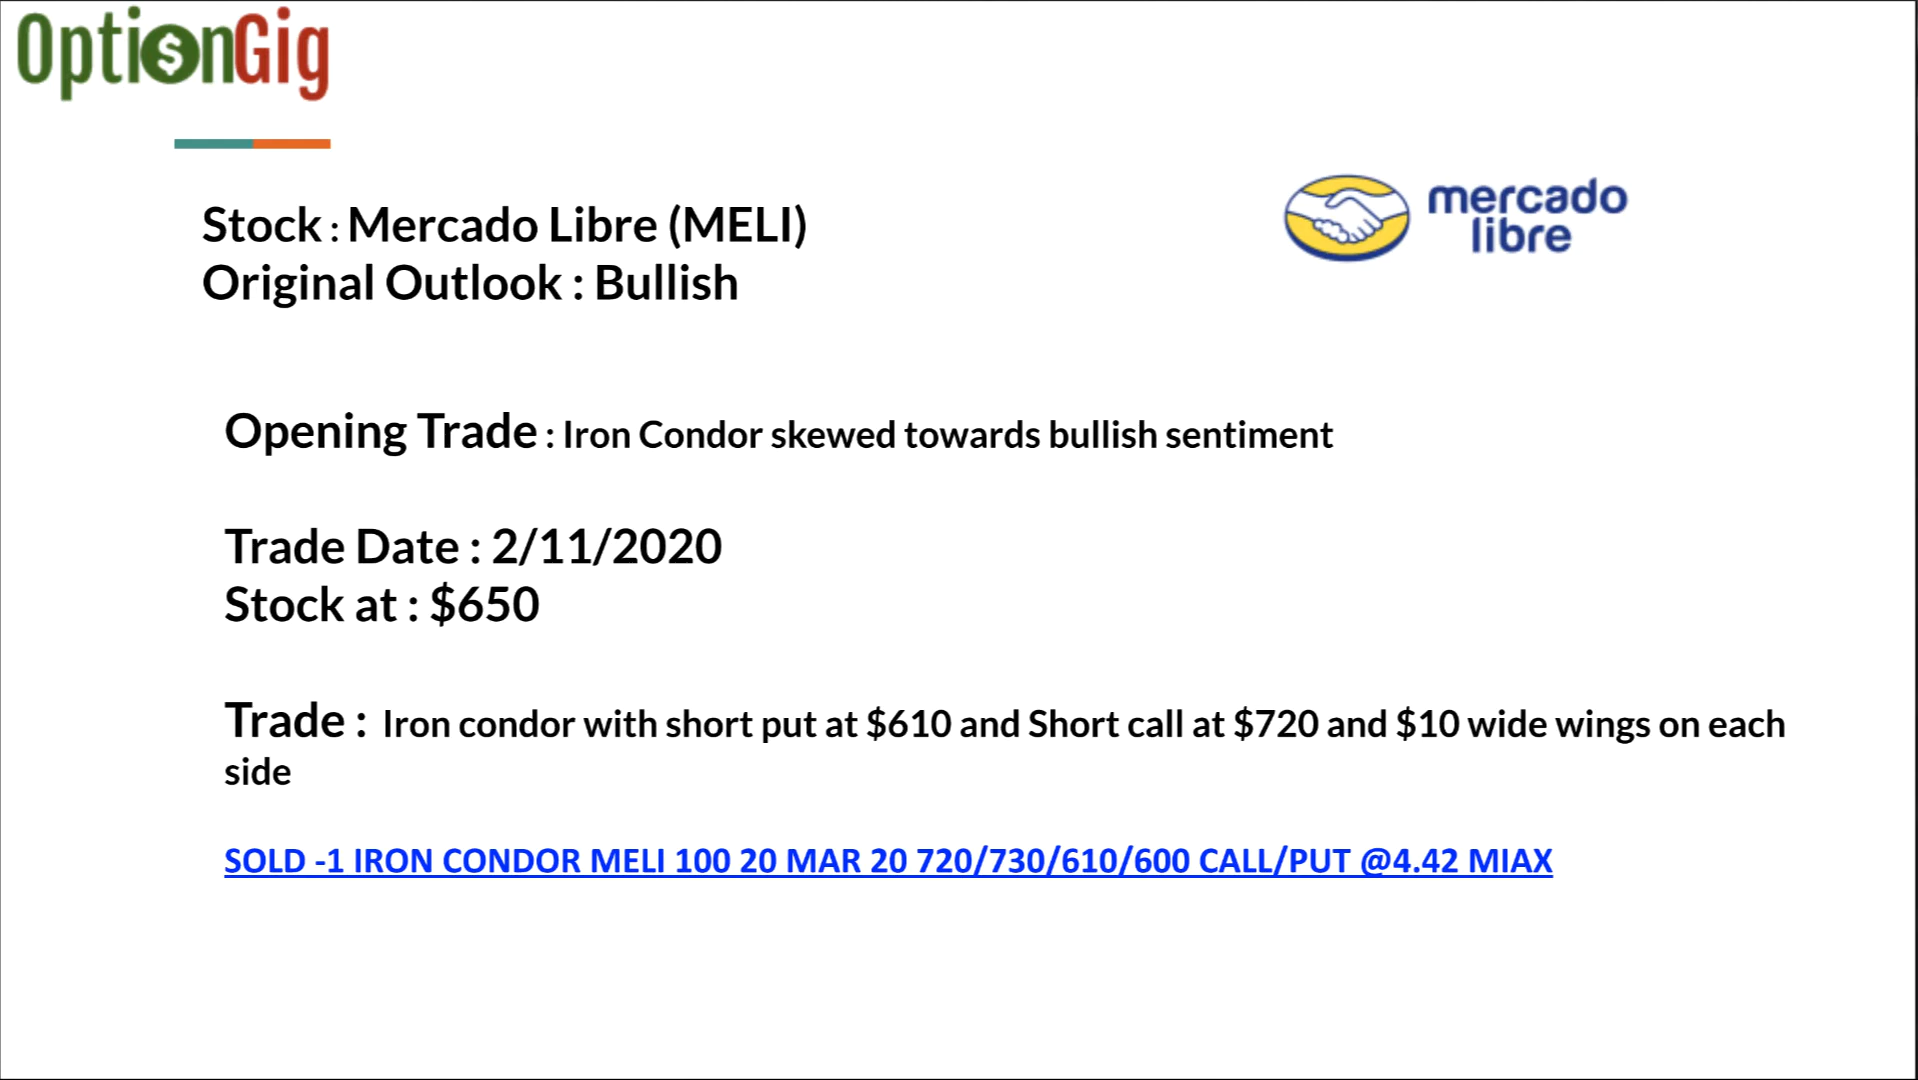 OptionGig
mercado
libre
Stock : Mercado Libre (MELI)
Original Outlook : Bullish
Opening Trade : Iron Condor skewed towards bullish sentiment
Trade Date : 2/11/2020
Stock at : $650
Trade : Iron condor with short put at $610 and Short call at $720 and $10 wide wings on each
side
SOLD -1 IRON CONDOR MELI 100 20 MAR 20 720/730/610/600 CALL/PUT @4.42 MIAX